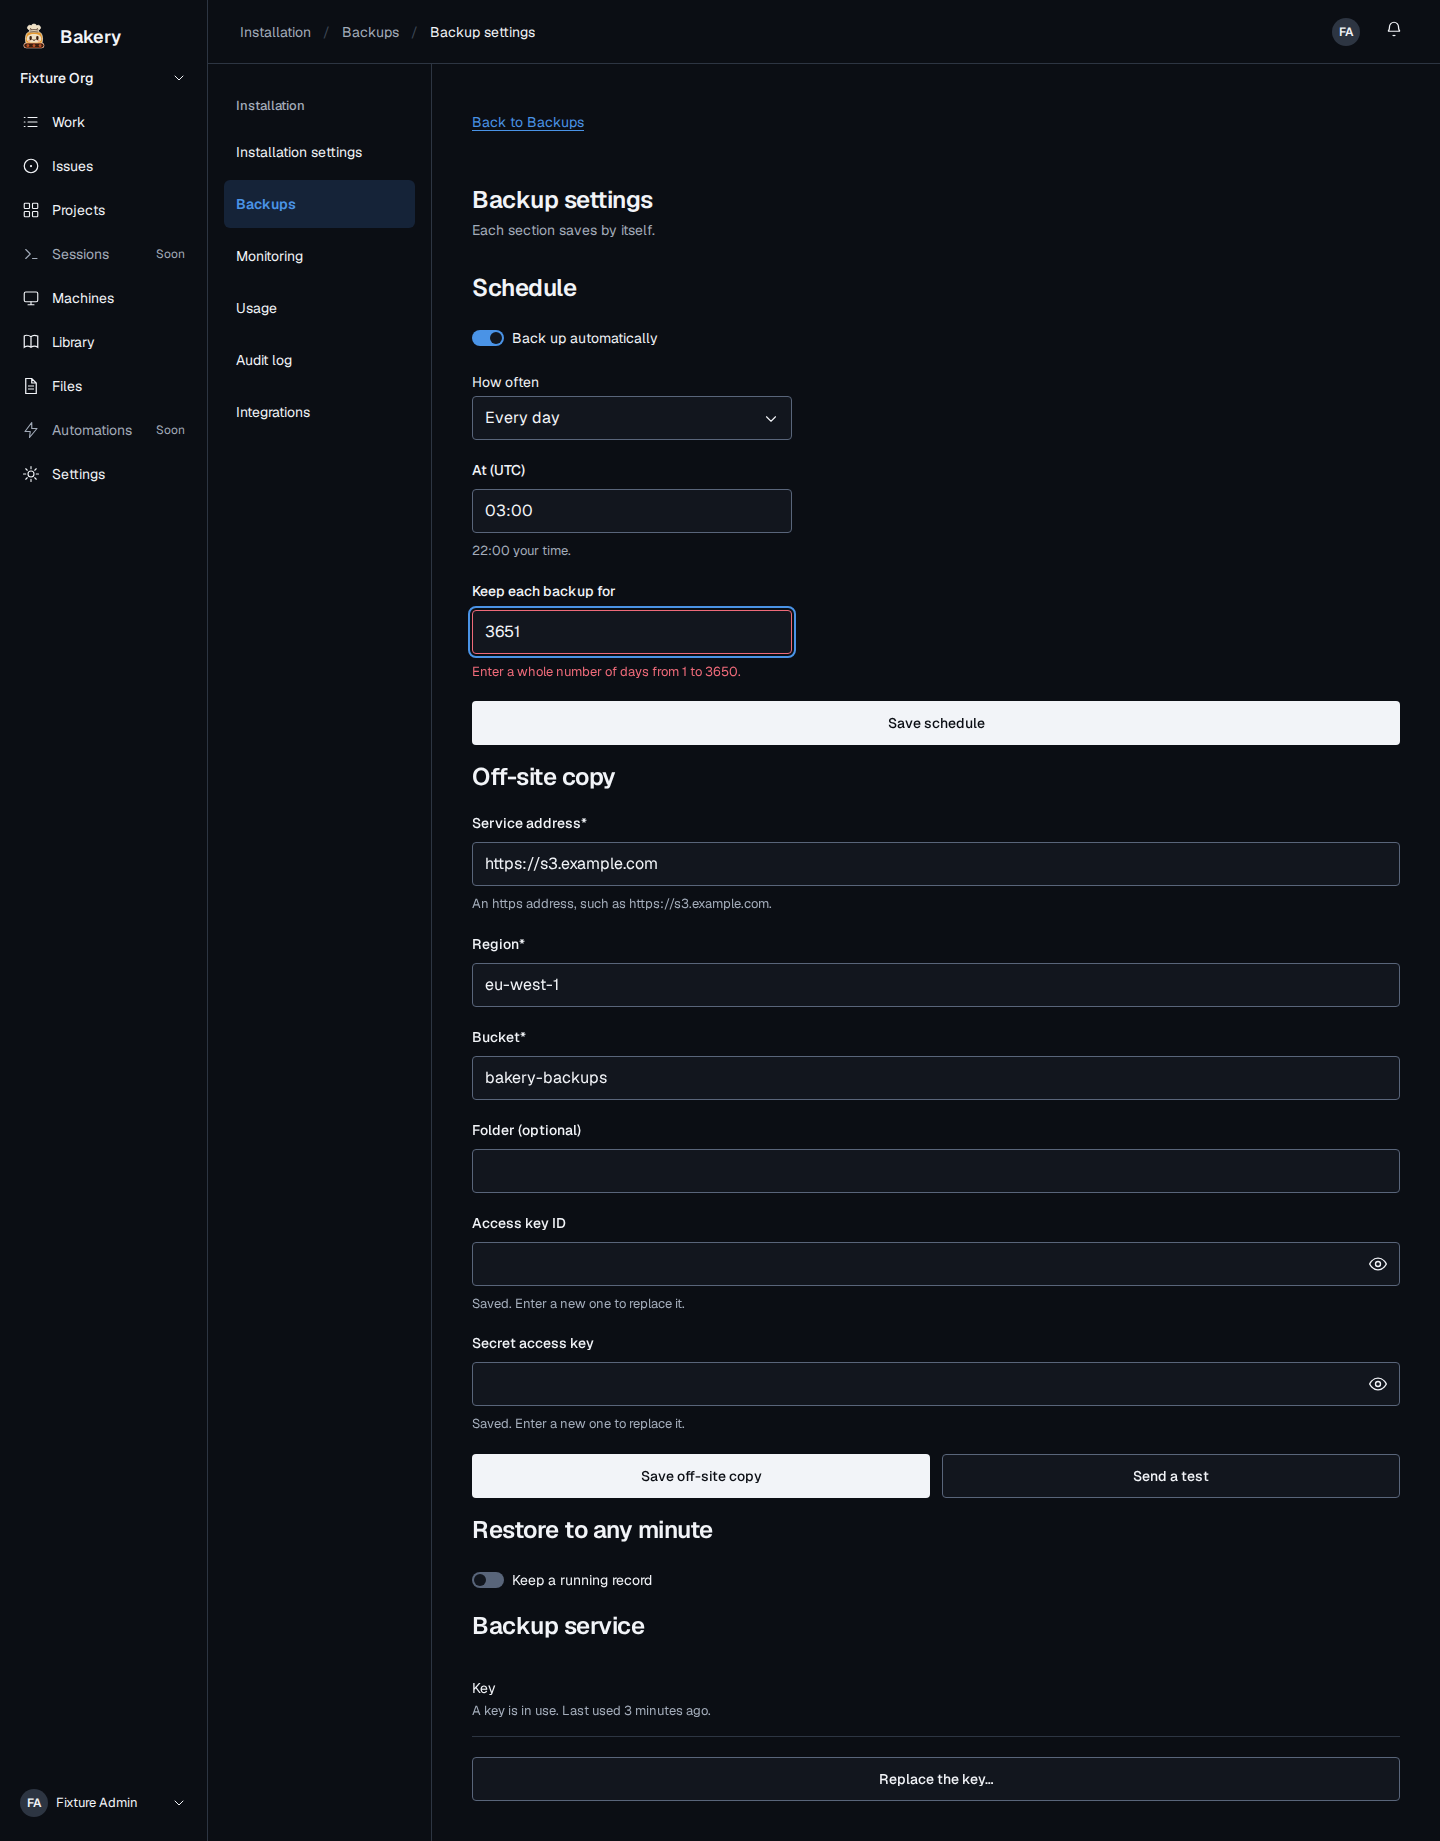 Bakery
Fixture Org
Work
Issues
Projects
Sessions Soon
Machines
Library
Files
Automations Soon
Settings
FA Fixture Admin
Installation / Backups / Backup settings
FA
Installation
Installation settings
Backups
Monitoring
Usage
Audit log
Integrations
Back to Backups
Backup settings
Each section saves by itself.
Schedule
Back up automatically
How often
Every day
At (UTC)
03:00
22:00 your time.
Keep each backup for
3651
Enter a whole number of days from 1 to 3650.
Save schedule
Off-site copy
Service address*
https://s3.example.com
An https address, such as https://s3.example.com.
Region*
eu-west-1
Bucket*
bakery-backups
Folder (optional)
Access key ID
Saved. Enter a new one to replace it.
Secret access key
Saved. Enter a new one to replace it.
Save off-site copy Send a test
Restore to any minute
Keep a running record
Backup service
Key
A key is in use. Last used 3 minutes ago.
Replace the key...